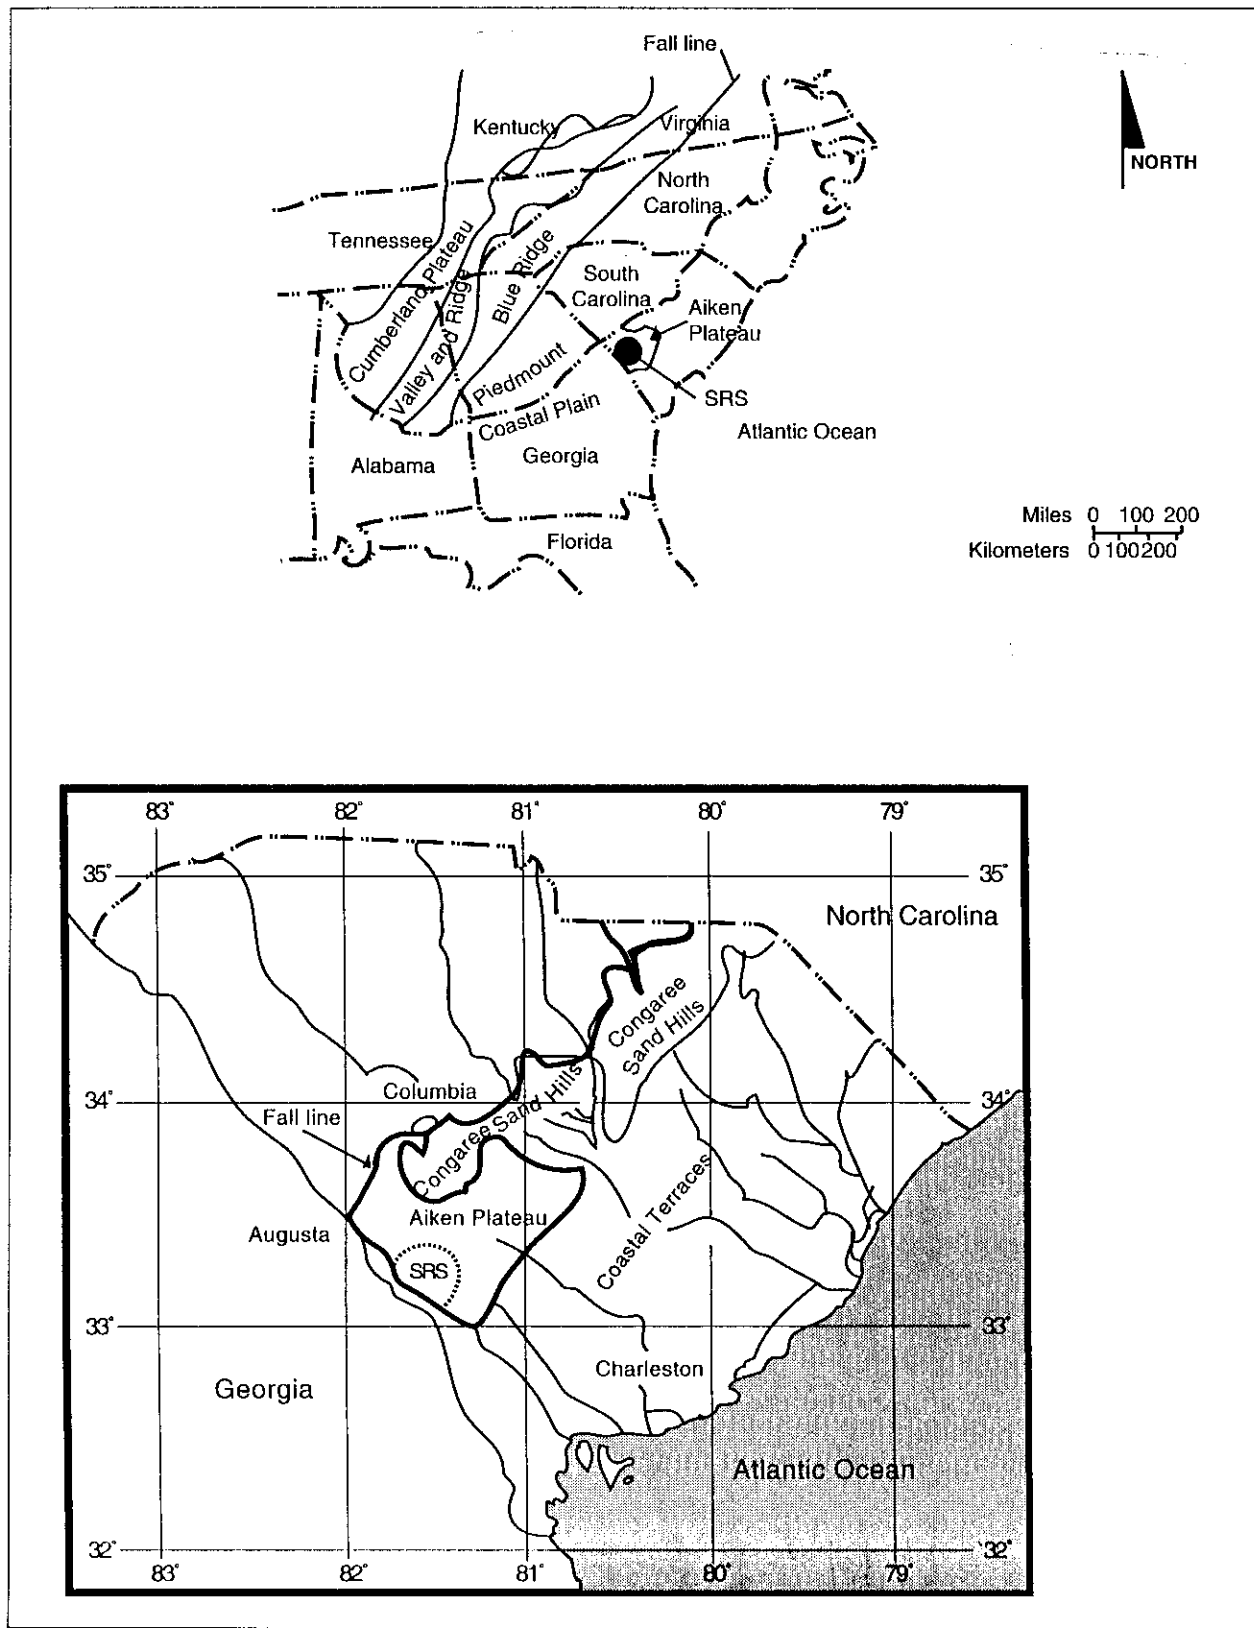 Fall line
Kentucky
Virginia
NORTH
North
Carolina
Tennessee
Cumberland Plateau
Valley and Ridge
Blue Ridge
South
Carolina
Aiken
Plateau
Piedmount
SRS
Coastal Plain
Atlantic Ocean
Alabama
Georgia
Florida
Miles 0 100 200
Kilometers 0 100 200
83° 82° 81° 80° 79°
35° 35°
North Carolina
Congaree
Sand Hills
Columbia
34° 34°
Fall line
Congaree Sand Hills
Coastal Terraces
Aiken Plateau
Augusta
SRS
33° 33°
Charleston
Georgia
Atlantic Ocean
32° 32°
83° 82° 81° 80° 79°